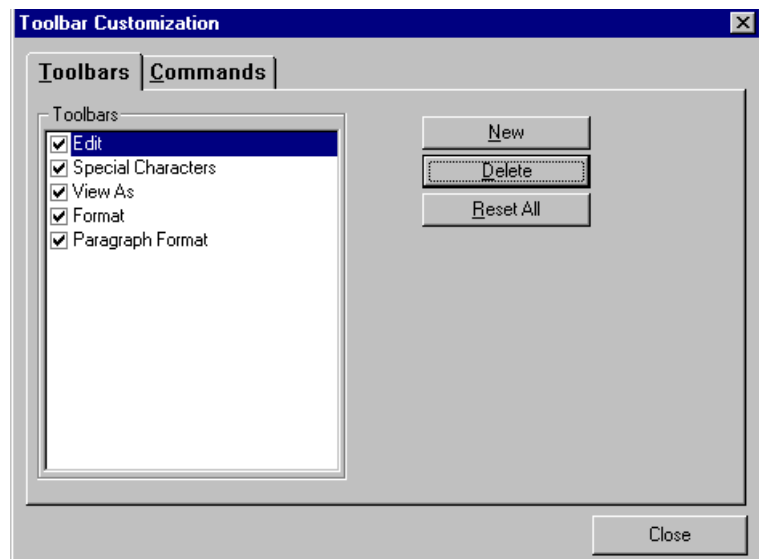 Toolbar Customization
Toolbars Commands
Toolbars
Edit
Special Characters
View As
Format
Paragraph Format
New
Delete
Reset All
Close